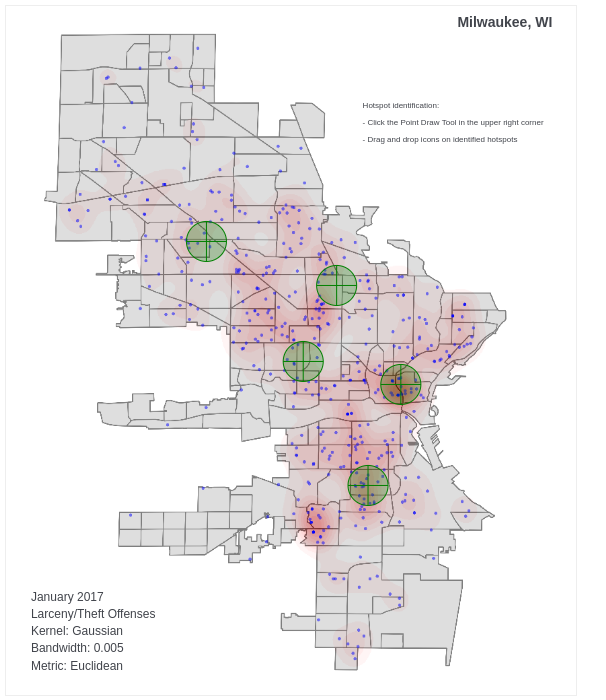 Milwaukee, WI
Hotspot identification:
- Click the Point Draw Tool in the upper right corner
- Drag and drop icons on identified hotspots
January 2017
Larceny/Theft Offenses
Kernel: Gaussian
Bandwidth: 0.005
Metric: Euclidean